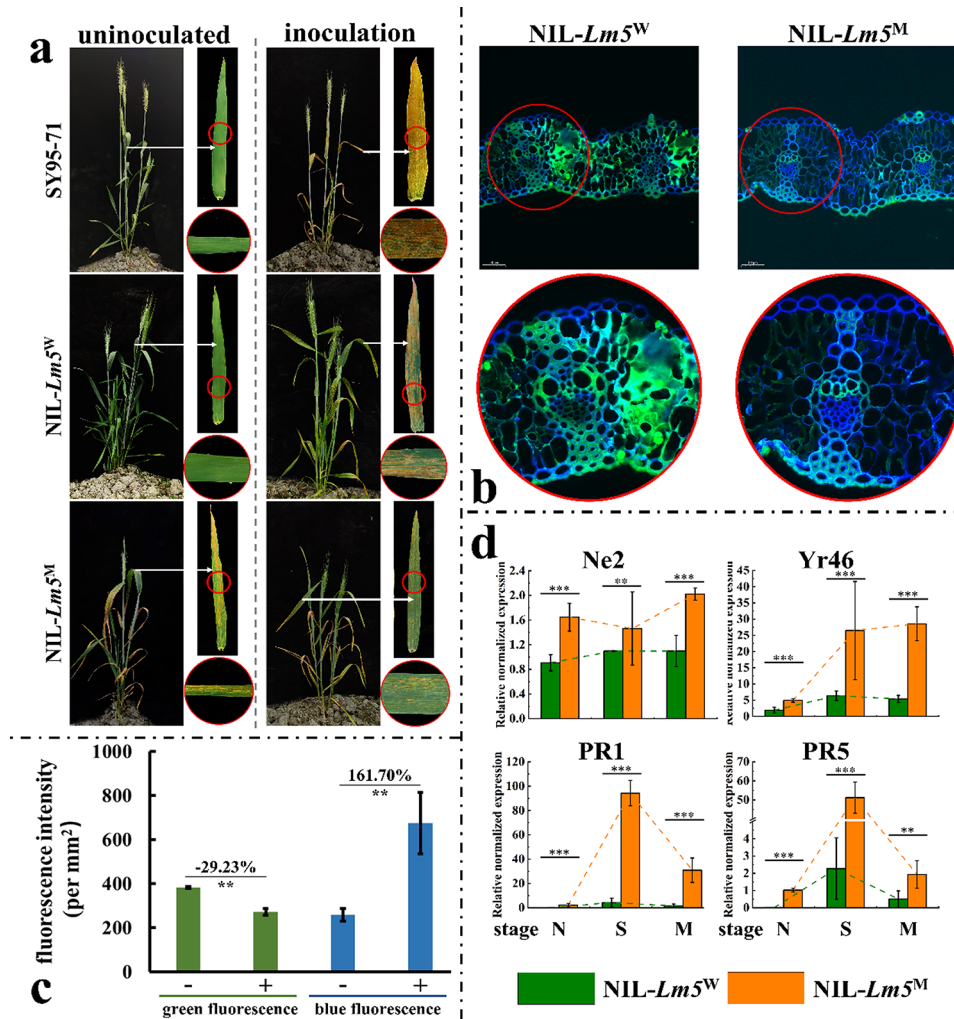 a
uninoculated
inoculation
SY95-71
NIL-Lm5W
NIL-Lm5M
NIL-Lm5W
NIL-Lm5M
b
c
fluorescence intensity
(per mm2)
1000
800
600
400
200
0
-29.23%
**
161.70%
**
- + - +
green fluorescence blue fluorescence
d
Ne2
Relative normalized expression
2.4
2.0
1.6
1.2
0.8
0.4
0.0
*** ** ***
Yr46
Relative normalized expression
45
40
35
30
25
20
15
10
5
0
*** *** ***
PR1
Relative normalized expression
120
100
80
60
40
30
20
10
0
*** *** ***
PR5
Relative normalized expression
70
50
30
4
3
2
1
0
*** *** **
stage N S M N S M
NIL-Lm5W NIL-Lm5M